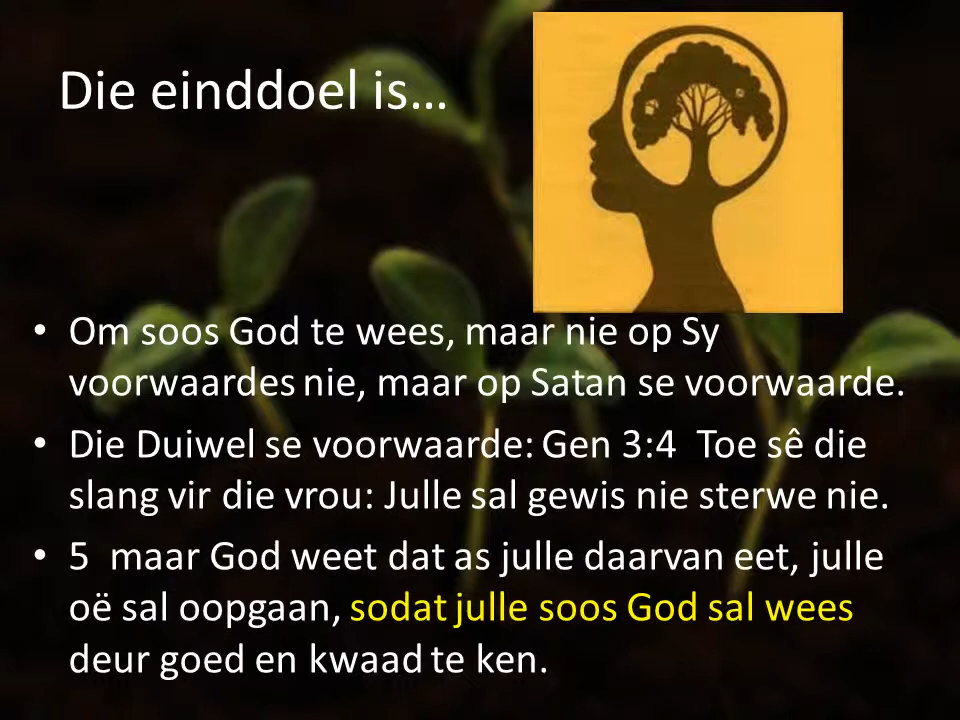 Die einddoel is…
• Om soos God te wees, maar nie op Sy
voorwaardes nie, maar op Satan se voorwaarde.
• Die Duiwel se voorwaarde: Gen 3:4  Toe sê die
slang vir die vrou: Julle sal gewis nie sterwe nie.
• 5  maar God weet dat as julle daarvan eet, julle
oë sal oopgaan, sodat julle soos God sal wees
deur goed en kwaad te ken.